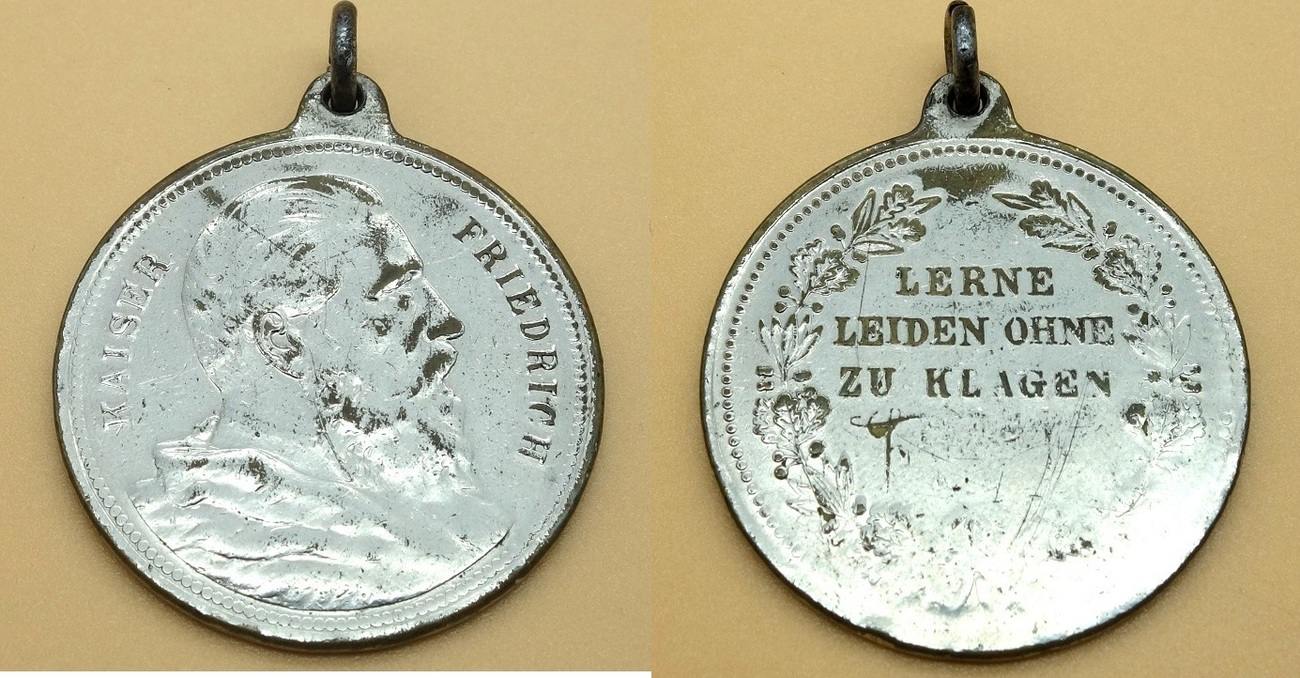 KAISER FRIEDRICH
LERNE
LEIDEN OHNE
ZU KLAGEN